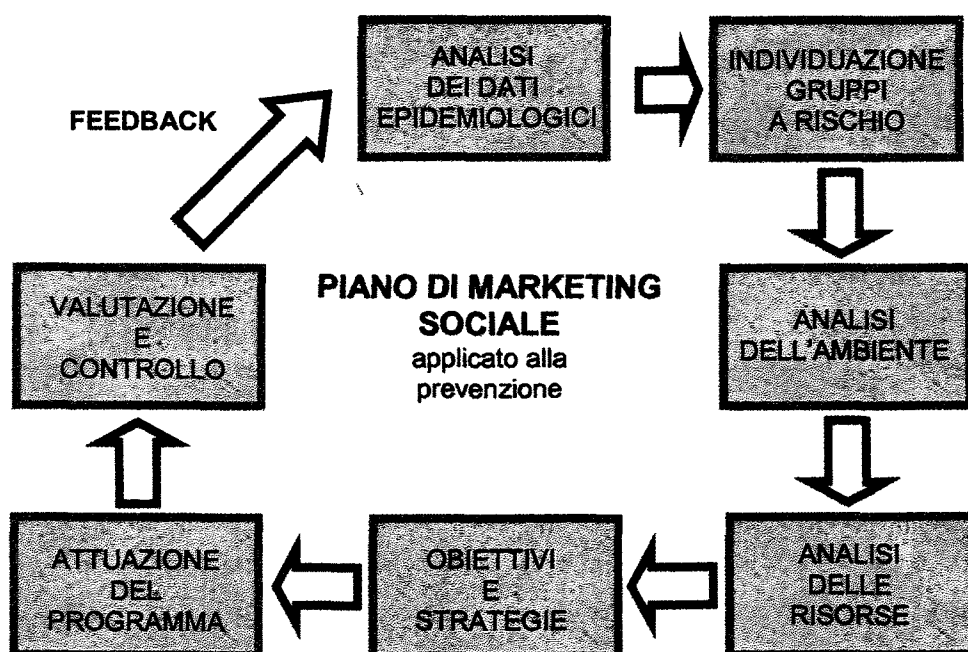 ANALISI
DEI DATI
EPIDEMIOLOGICI
INDIVIDUAZIONE
GRUPPI
A RISCHIO
FEEDBACK
PIANO DI MARKETING
SOCIALE
applicato alla
prevenzione
VALUTAZIONE
E
CONTROLLO
ANALISI
DELL'AMBIENTE
ATTUAZIONE
DEL
PROGRAMMA
OBIETTIVI
E
STRATEGIE
ANALISI
DELLE
RISORSE